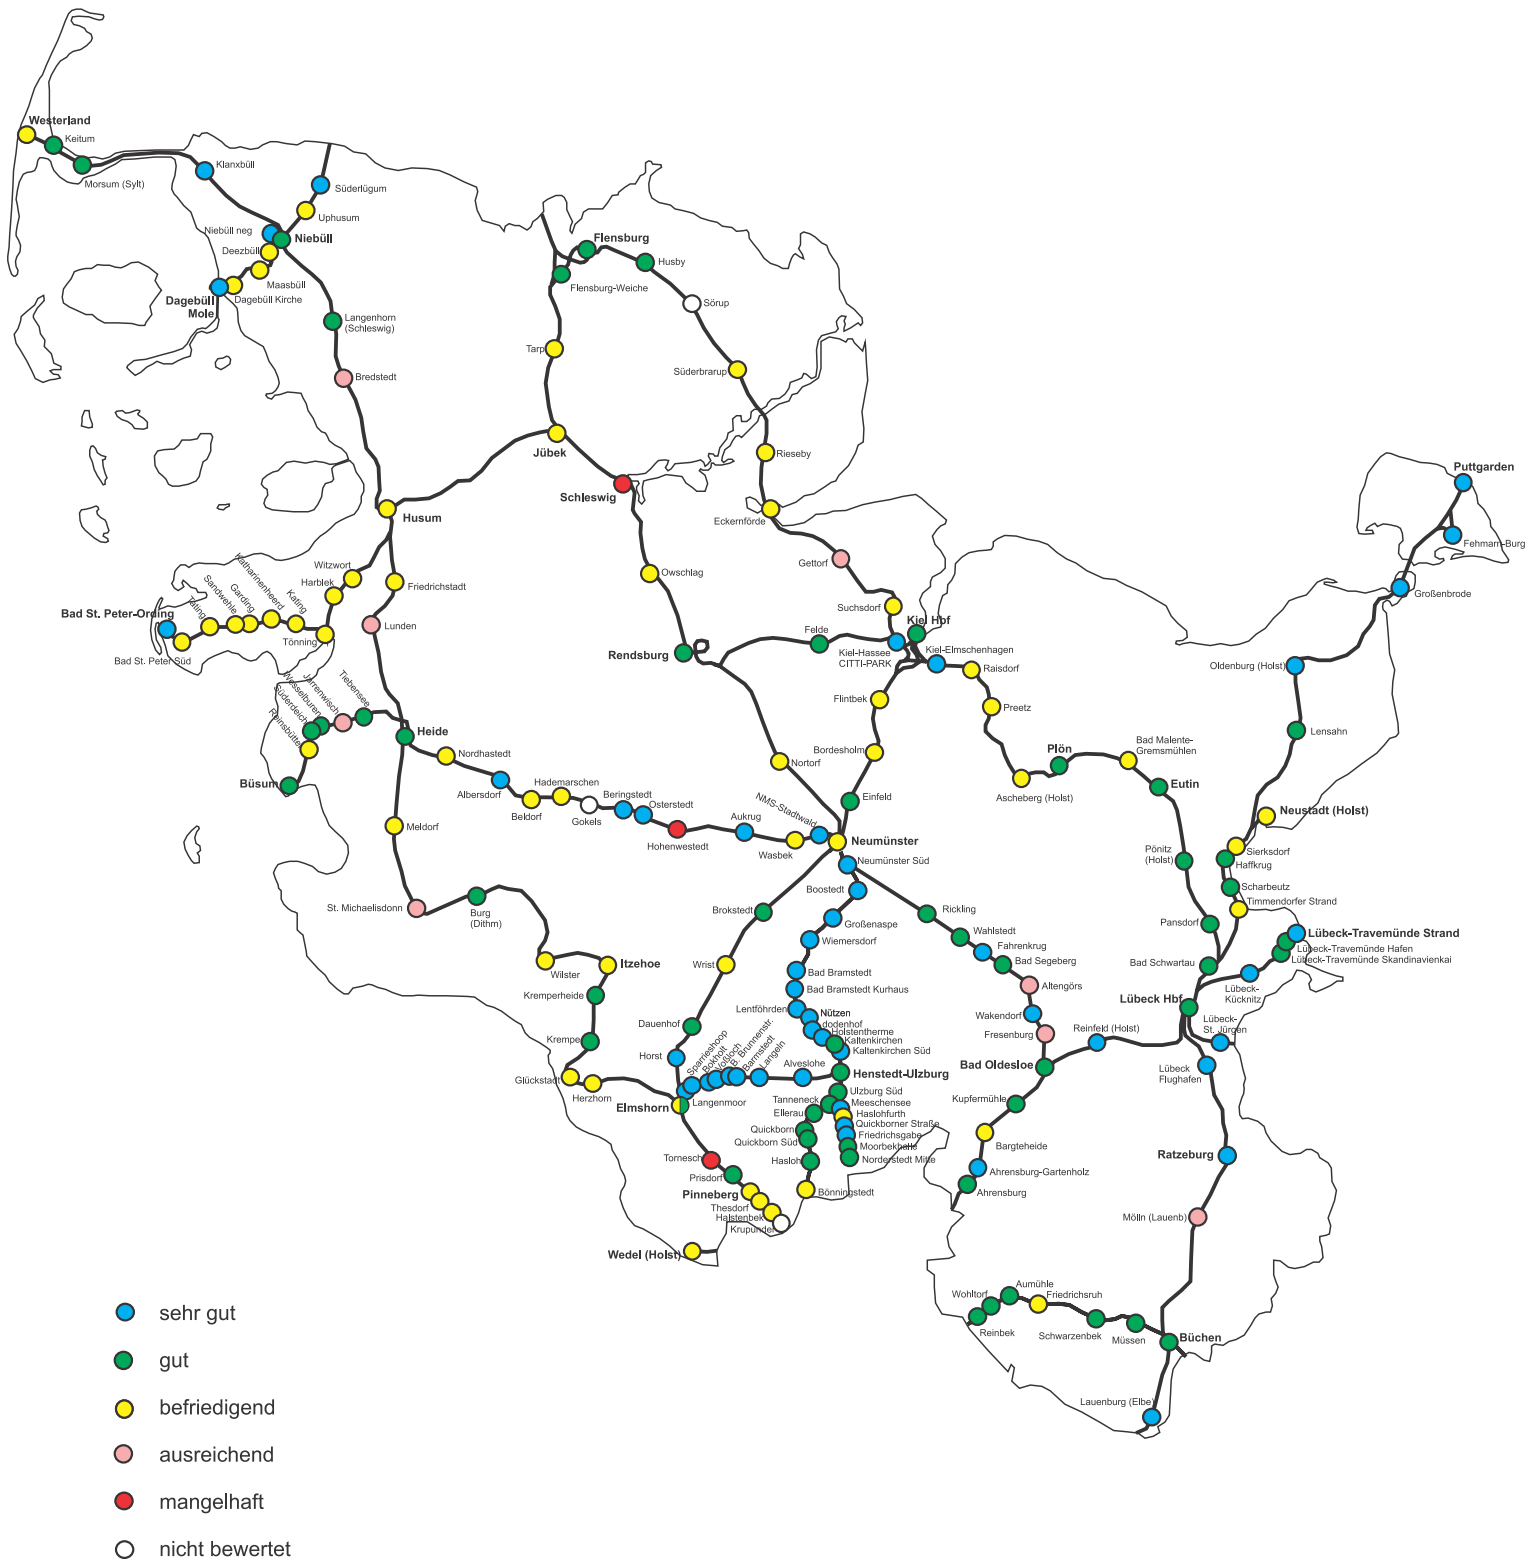 Westerland
Keitum
Morsum (Sylt)
Klanxbüll
Süderlügum
Uphusum
Niebüll neg
Niebüll
Deezbüll
Maasbüll
Dagebüll Kirche
Dagebüll
Mole
Langenhorn
(Schleswig)
Bredstedt
Flensburg
Husby
Flensburg-Weiche
Sörup
Tarp
Süderbrarup
Jübek
Rieseby
Schleswig
Husum
Eckernförde
Gettorf
Puttgarden
Fehmarn-Burg
Großenbrode
Witzwort
Harblek
Friedrichstadt
Owschlag
Katharinenheerd
Sandwehle
Garding
Kating
Tating
Bad St. Peter-Ording
Bad St. Peter Süd
Tönning
Lunden
Suchsdorf
Kiel Hbf
Felde
Kiel-Hassee
CITTI-PARK
Kiel-Elmschenhagen
Rendsburg
Raisdorf
Oldenburg (Holst)
Flintbek
Preetz
Tiebensee
Jarrenwisch
Wesselburen
Süderdeich
Reinsbüttel
Heide
Büsum
Lensahn
Nordhastedt
Bordesholm
Nortorf
Plön
Bad Malente-
Gremsmühlen
Ascheberg (Holst)
Eutin
Albersdorf
Hademarschen
Beldorf
Gokels
Beringstedt
Osterstedt
Hohenwestedt
Aukrug
NMS-Stadtwald
Wasbek
Einfeld
Neumünster
Neumünster Süd
Neustadt (Holst)
Meldorf
Sierksdorf
Haffkrug
Pönitz
(Holst)
Scharbeutz
Boostedt
Timmendorfer Strand
St. Michaelisdonn
Burg
(Dithm)
Brokstedt
Großenaspe
Rickling
Wiemersdorf
Wahlstedt
Fahrenkrug
Bad Segeberg
Pansdorf
Lübeck-Travemünde Strand
Lübeck-Travemünde Hafen
Lübeck-Travemünde Skandinavienkai
Bad Schwartau
Lübeck-
Kücknitz
Wilster
Itzehoe
Wrist
Bad Bramstedt
Bad Bramstedt Kurhaus
Altengörs
Kremperheide
Lentföhrden
Nützen
dodenhof
Holstentherme
Kaltenkirchen
Kaltenkirchen Süd
Wakendorf
Fresenburg
Reinfeld (Holst)
Lübeck Hbf
Lübeck-
St. Jürgen
Dauenhof
Krempe
Horst
Sparrieshoop
Bokholt
Voßloch
B. Brunnenstr.
Barmstedt
Langeln
Alveslohe
Henstedt-Ulzburg
Bad Oldesloe
Lübeck
Flughafen
Glückstadt
Herzhorn
Elmshorn
Langenmoor
Ulzburg Süd
Tanneck
Meeschensee
Ellerau
Haslohfurth
Quickborner Straße
Quickborn
Friedrichsgabe
Quickborn Süd
Moorbekhalle
Hasloh
Norderstedt Mitte
Kupfermühle
Bargteheide
Ahrensburg-Gartenholz
Ahrensburg
Ratzeburg
Tornesch
Prisdorf
Pinneberg
Thesdorf
Halstenbek
Krupunder
Bönningstedt
Mölln (Lauenb)
Wedel (Holst)
Wohltorf
Aumühle
Friedrichsruh
Reinbek
Schwarzenbek
Müssen
Büchen
Lauenburg (Elbe)
sehr gut
gut
befriedigend
ausreichend
mangelhaft
nicht bewertet